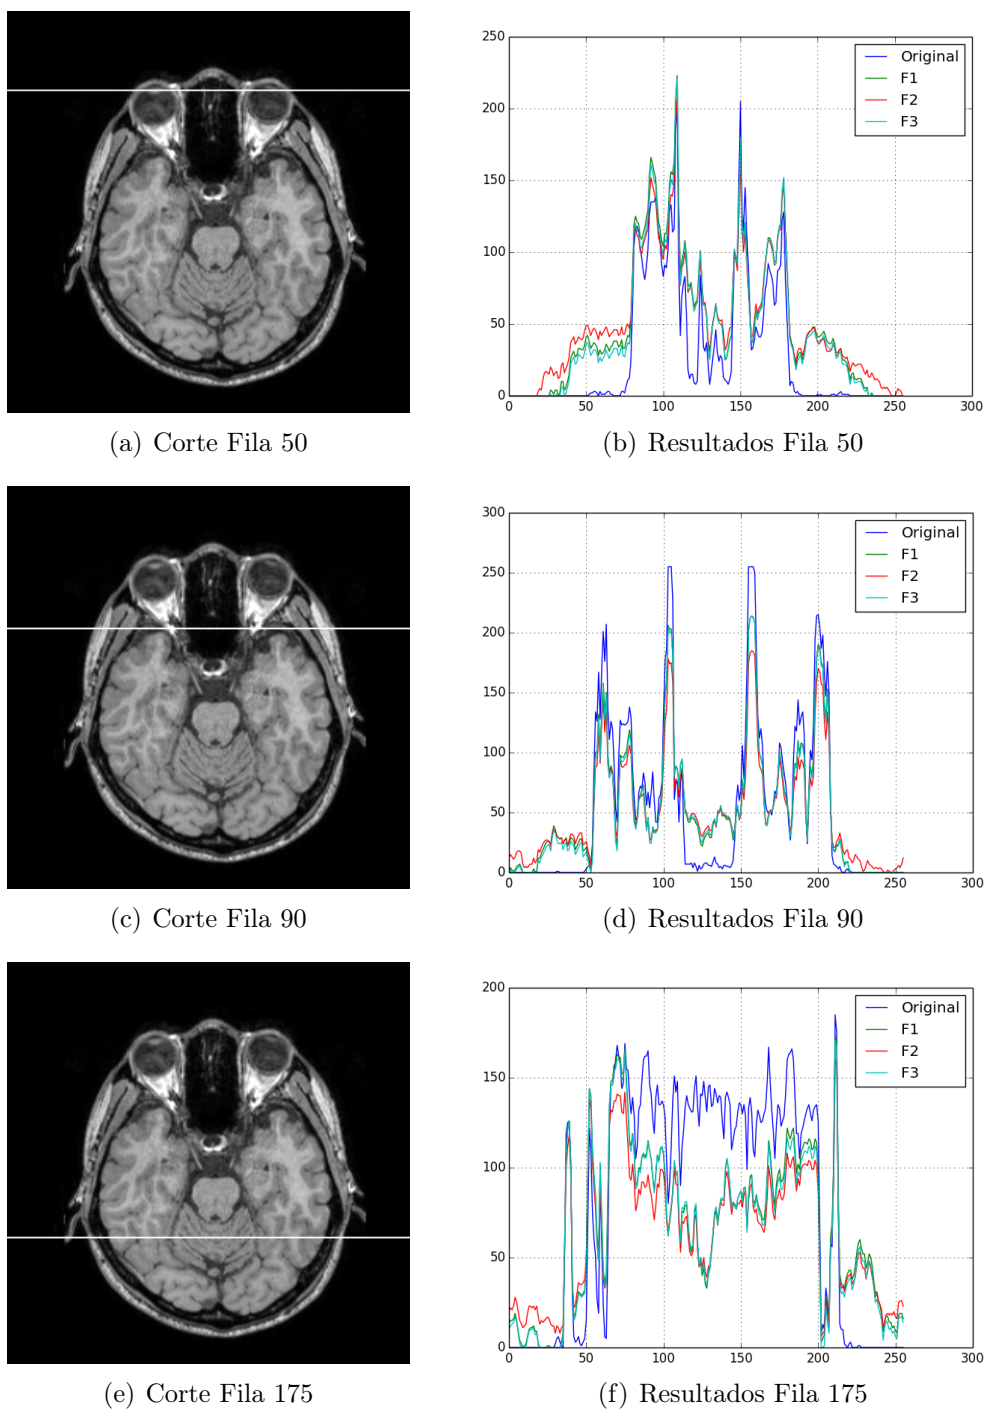 250
200
150
100
50
0
0 50 100 150 200 250 300
Original
F1
F2
F3
(a) Corte Fila 50
(b) Resultados Fila 50
300
250
200
150
100
50
0
0 50 100 150 200 250 300
Original
F1
F2
F3
(c) Corte Fila 90
(d) Resultados Fila 90
200
150
100
50
0
0 50 100 150 200 250 300
Original
F1
F2
F3
(e) Corte Fila 175
(f) Resultados Fila 175